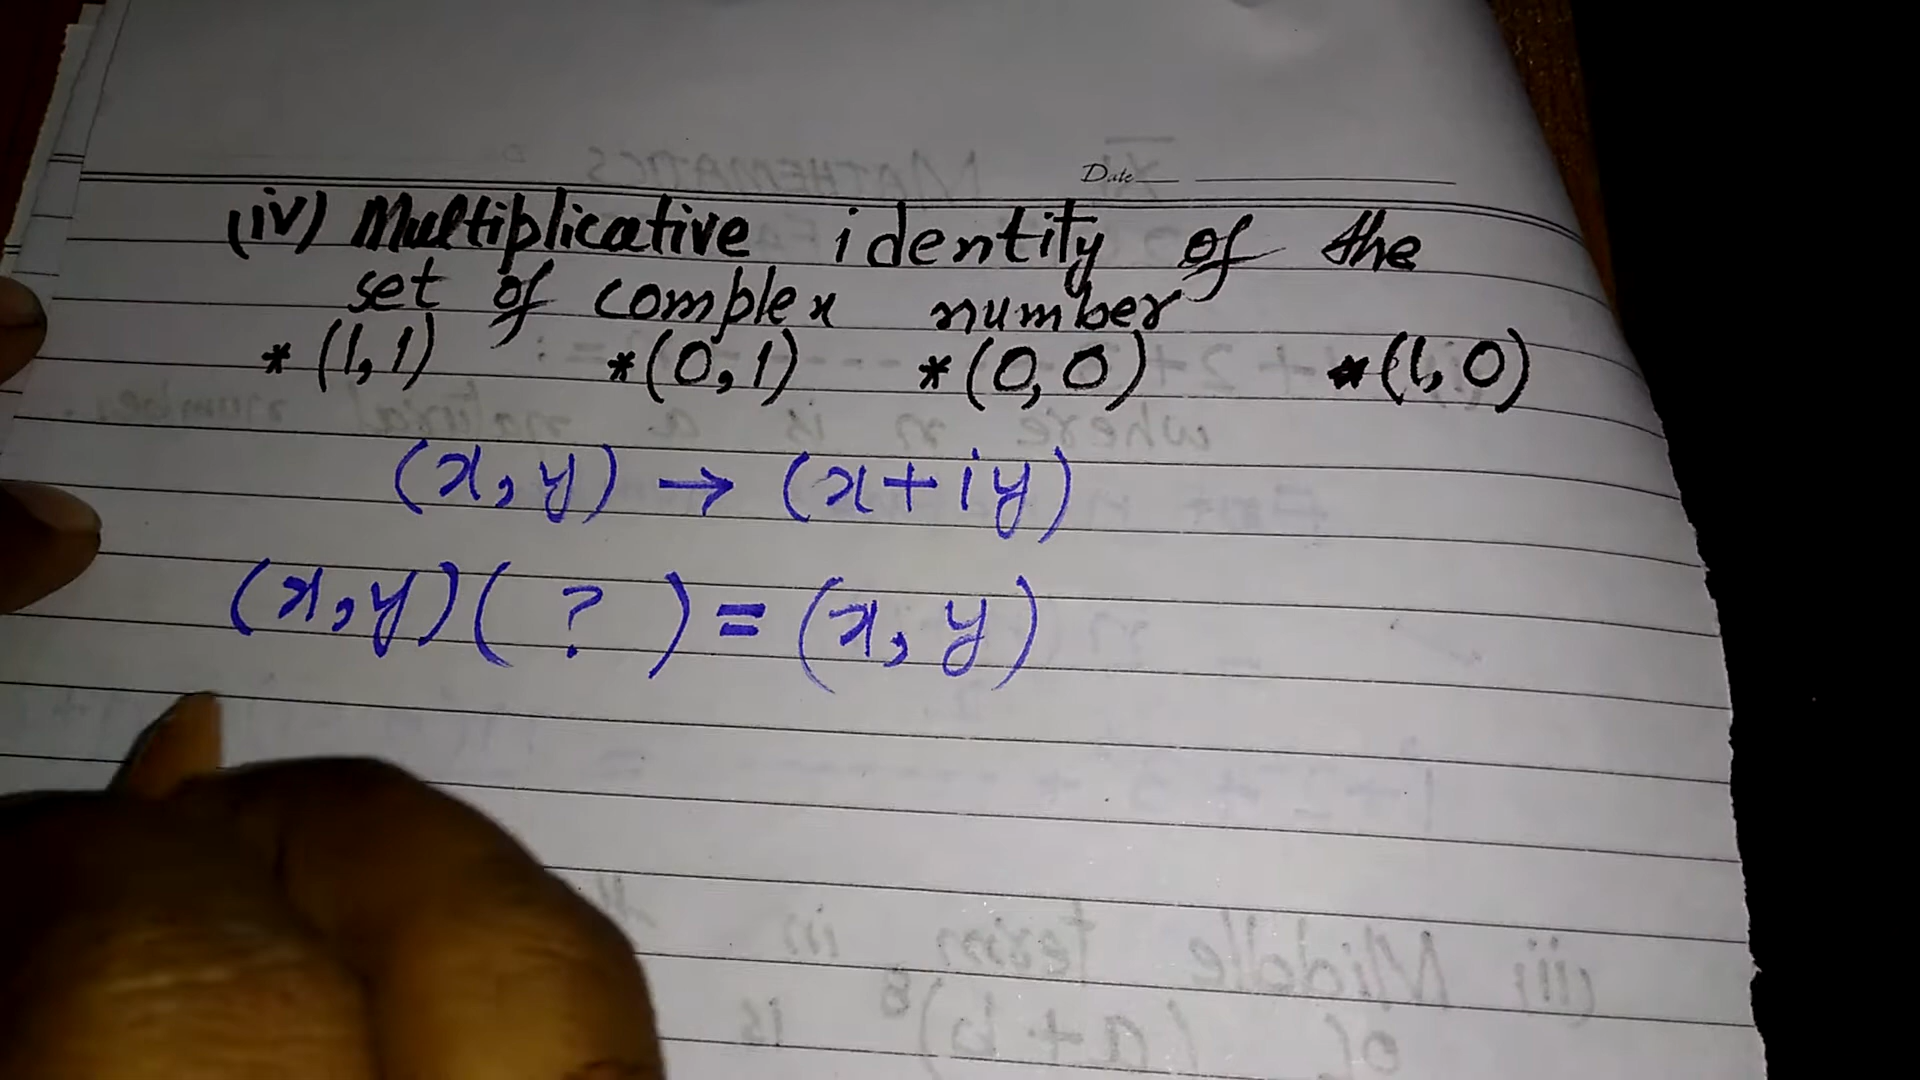 Date
(iv) Multiplicative identity of the
set of complex number
* (1,1) * (0,1) * (0,0) * (1,0)
(x,y) → (x+iy)
(x,y)( ? ) = (x,y)